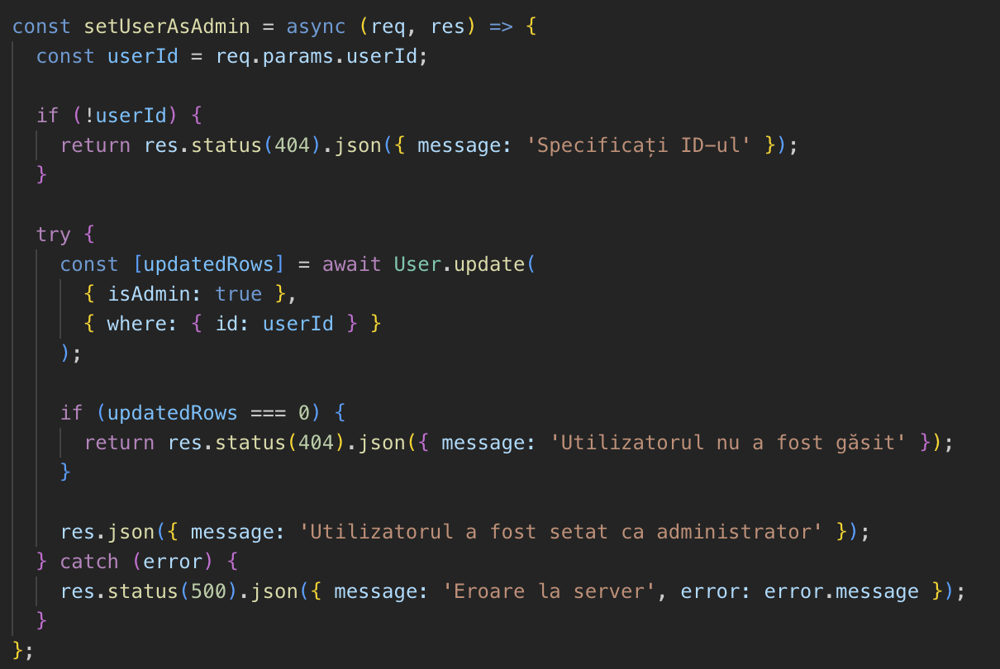 const setUserAsAdmin = async (req, res) => {
  const userId = req.params.userId;

  if (!userId) {
    return res.status(404).json({ message: 'Specificați ID-ul' });
  }

  try {
    const [updatedRows] = await User.update(
      { isAdmin: true },
      { where: { id: userId } }
    );

    if (updatedRows === 0) {
      return res.status(404).json({ message: 'Utilizatorul nu a fost găsit' });
    }

    res.json({ message: 'Utilizatorul a fost setat ca administrator' });
  } catch (error) {
    res.status(500).json({ message: 'Eroare la server', error: error.message });
  }
};